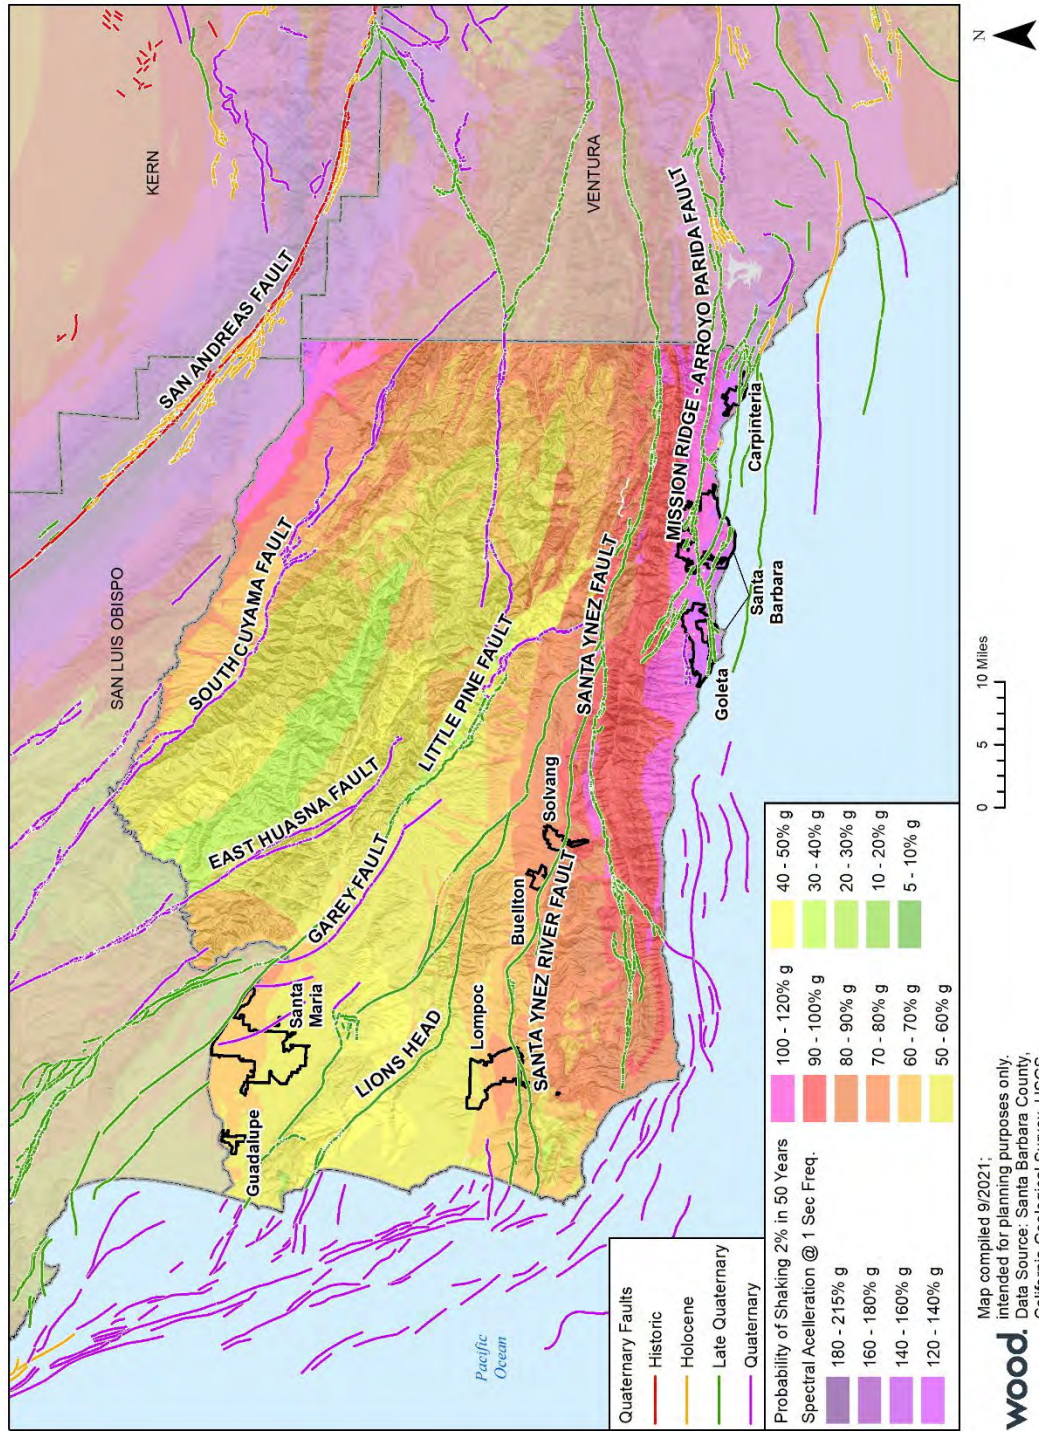 N
KERN
SAN ANDREAS FAULT
SAN LUIS OBISPO
VENTURA
SOUTH CUYAMA FAULT
EAST HUASNA FAULT
GAREY FAULT
LITTLE PINE FAULT
Santa
Maria
Guadalupe
LIONS HEAD
Lompoc
Buellton
Solvang
SANTA YNEZ RIVER FAULT
SANTA YNEZ FAULT
MISSION RIDGE - ARROYO PARIDA FAULT
Goleta
Santa
Barbara
Carpinteria
Pacific
Ocean
Quaternary Faults
Historic
Holocene
Late Quaternary
Quaternary
Probability of Shaking 2% in 50 Years
Spectral Acelleration @ 1 Sec Freq.
180 - 215% g
160 - 180% g
140 - 160% g
120 - 140% g
100 - 120% g
90 - 100% g
80 - 90% g
70 - 80% g
60 - 70% g
50 - 60% g
40 - 50% g
30 - 40% g
20 - 30% g
10 - 20% g
5 - 10% g
0 5 10 Miles
wood.
Map compiled 9/2021;
intended for planning purposes only.
Data Source: Santa Barbara County,
California Geological Survey, USGS